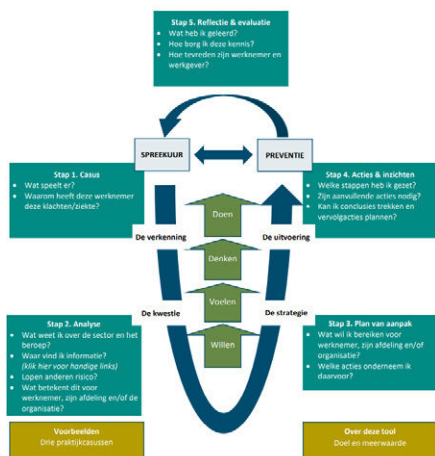 Stap 5. Reflectie & evaluatie
• Wat heb ik geleerd?
• Hoe borg ik deze kennis?
• Hoe tevreden zijn werknemer en
werkgever?
SPREEKUUR
PREVENTIE
Stap 1. Casus
• Wat speelt er?
• Waarom heeft deze werknemer
deze klachten/ziekte?
Stap 4. Acties & inzichten
• Welke stappen heb ik gezet?
• Zijn aanvullende acties nodig?
• Kan ik conclusies trekken en
vervolgacties plannen?
Doen
De verkenning
De uitvoering
Denken
Voelen
De kwestie
De strategie
Willen
Stap 2. Analyse
• Wat weet ik over de sector en het
beroep?
• Waar vind ik informatie?
(klik hier voor handige links)
• Lopen anderen risico?
• Wat betekent dit voor
werknemer, zijn afdeling en/of de
organisatie?
Stap 3. Plan van aanpak
• Wat wil ik bereiken voor
werknemer, zijn afdeling en/of
organisatie?
• Welke acties onderneem ik
daarvoor?
Voorbeelden
Drie praktijkcasussen
Over deze tool
Doel en meerwaarde